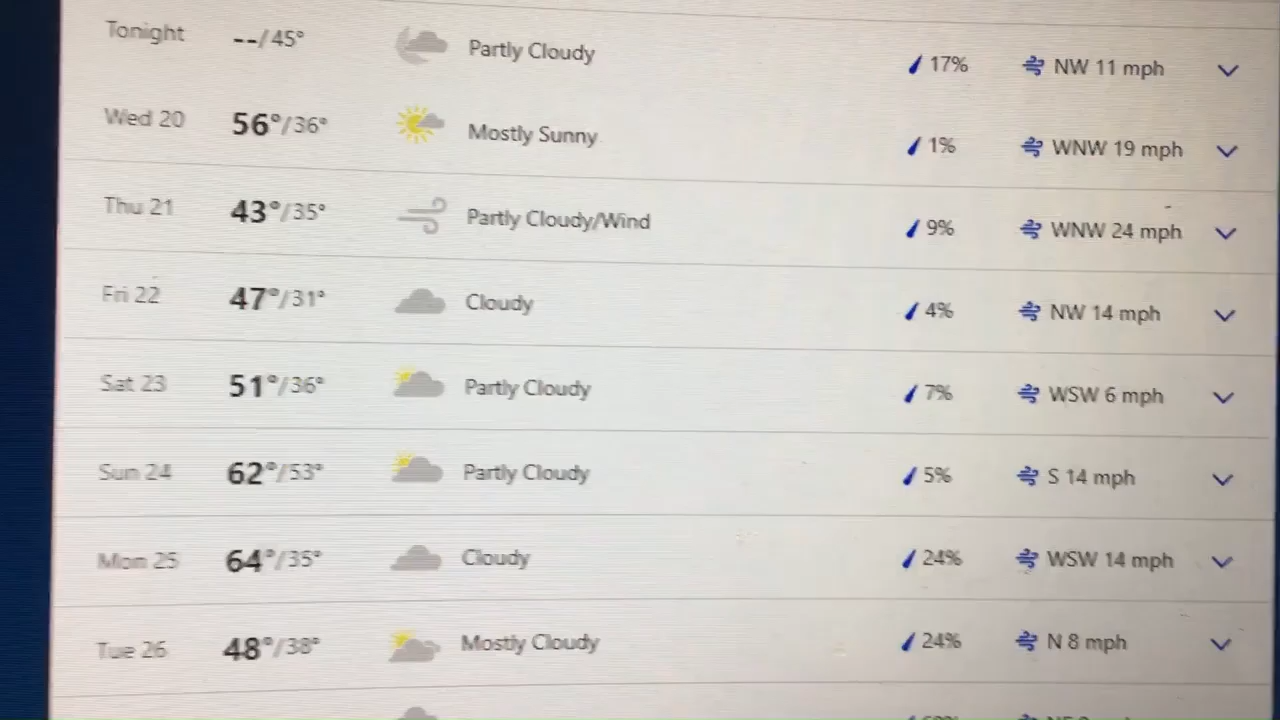 Tonight --/45° Partly Cloudy 17% NW 11 mph
Wed 20 56°/36° Mostly Sunny 1% WNW 19 mph
Thu 21 43°/35° Partly Cloudy/Wind 9% WNW 24 mph
Fri 22 47°/31° Cloudy 4% NW 14 mph
Sat 23 51°/36° Partly Cloudy 7% WSW 6 mph
Sun 24 62°/53° Partly Cloudy 5% S 14 mph
Mon 25 64°/35° Cloudy 24% WSW 14 mph
Tue 26 48°/38° Mostly Cloudy 24% N 8 mph